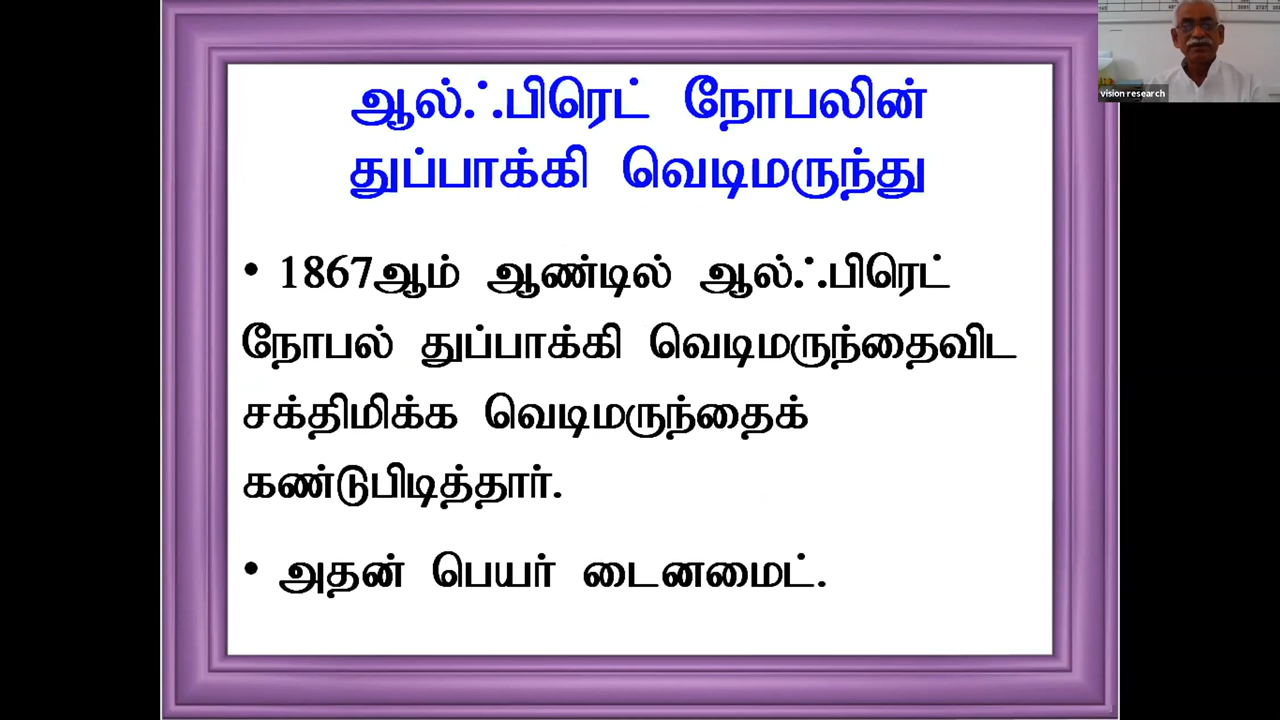 ஆல்ஃபிரெட் நோபலின்
துப்பாக்கி வெடிமருந்து
• 1867ஆம் ஆண்டில் ஆல்ஃபிரெட்
நோபல் துப்பாக்கி வெடிமருந்தைவிட
சக்திமிக்க வெடிமருந்தைக்
கண்டுபிடித்தார்.
• அதன் பெயர் டைனமைட்.
vision research